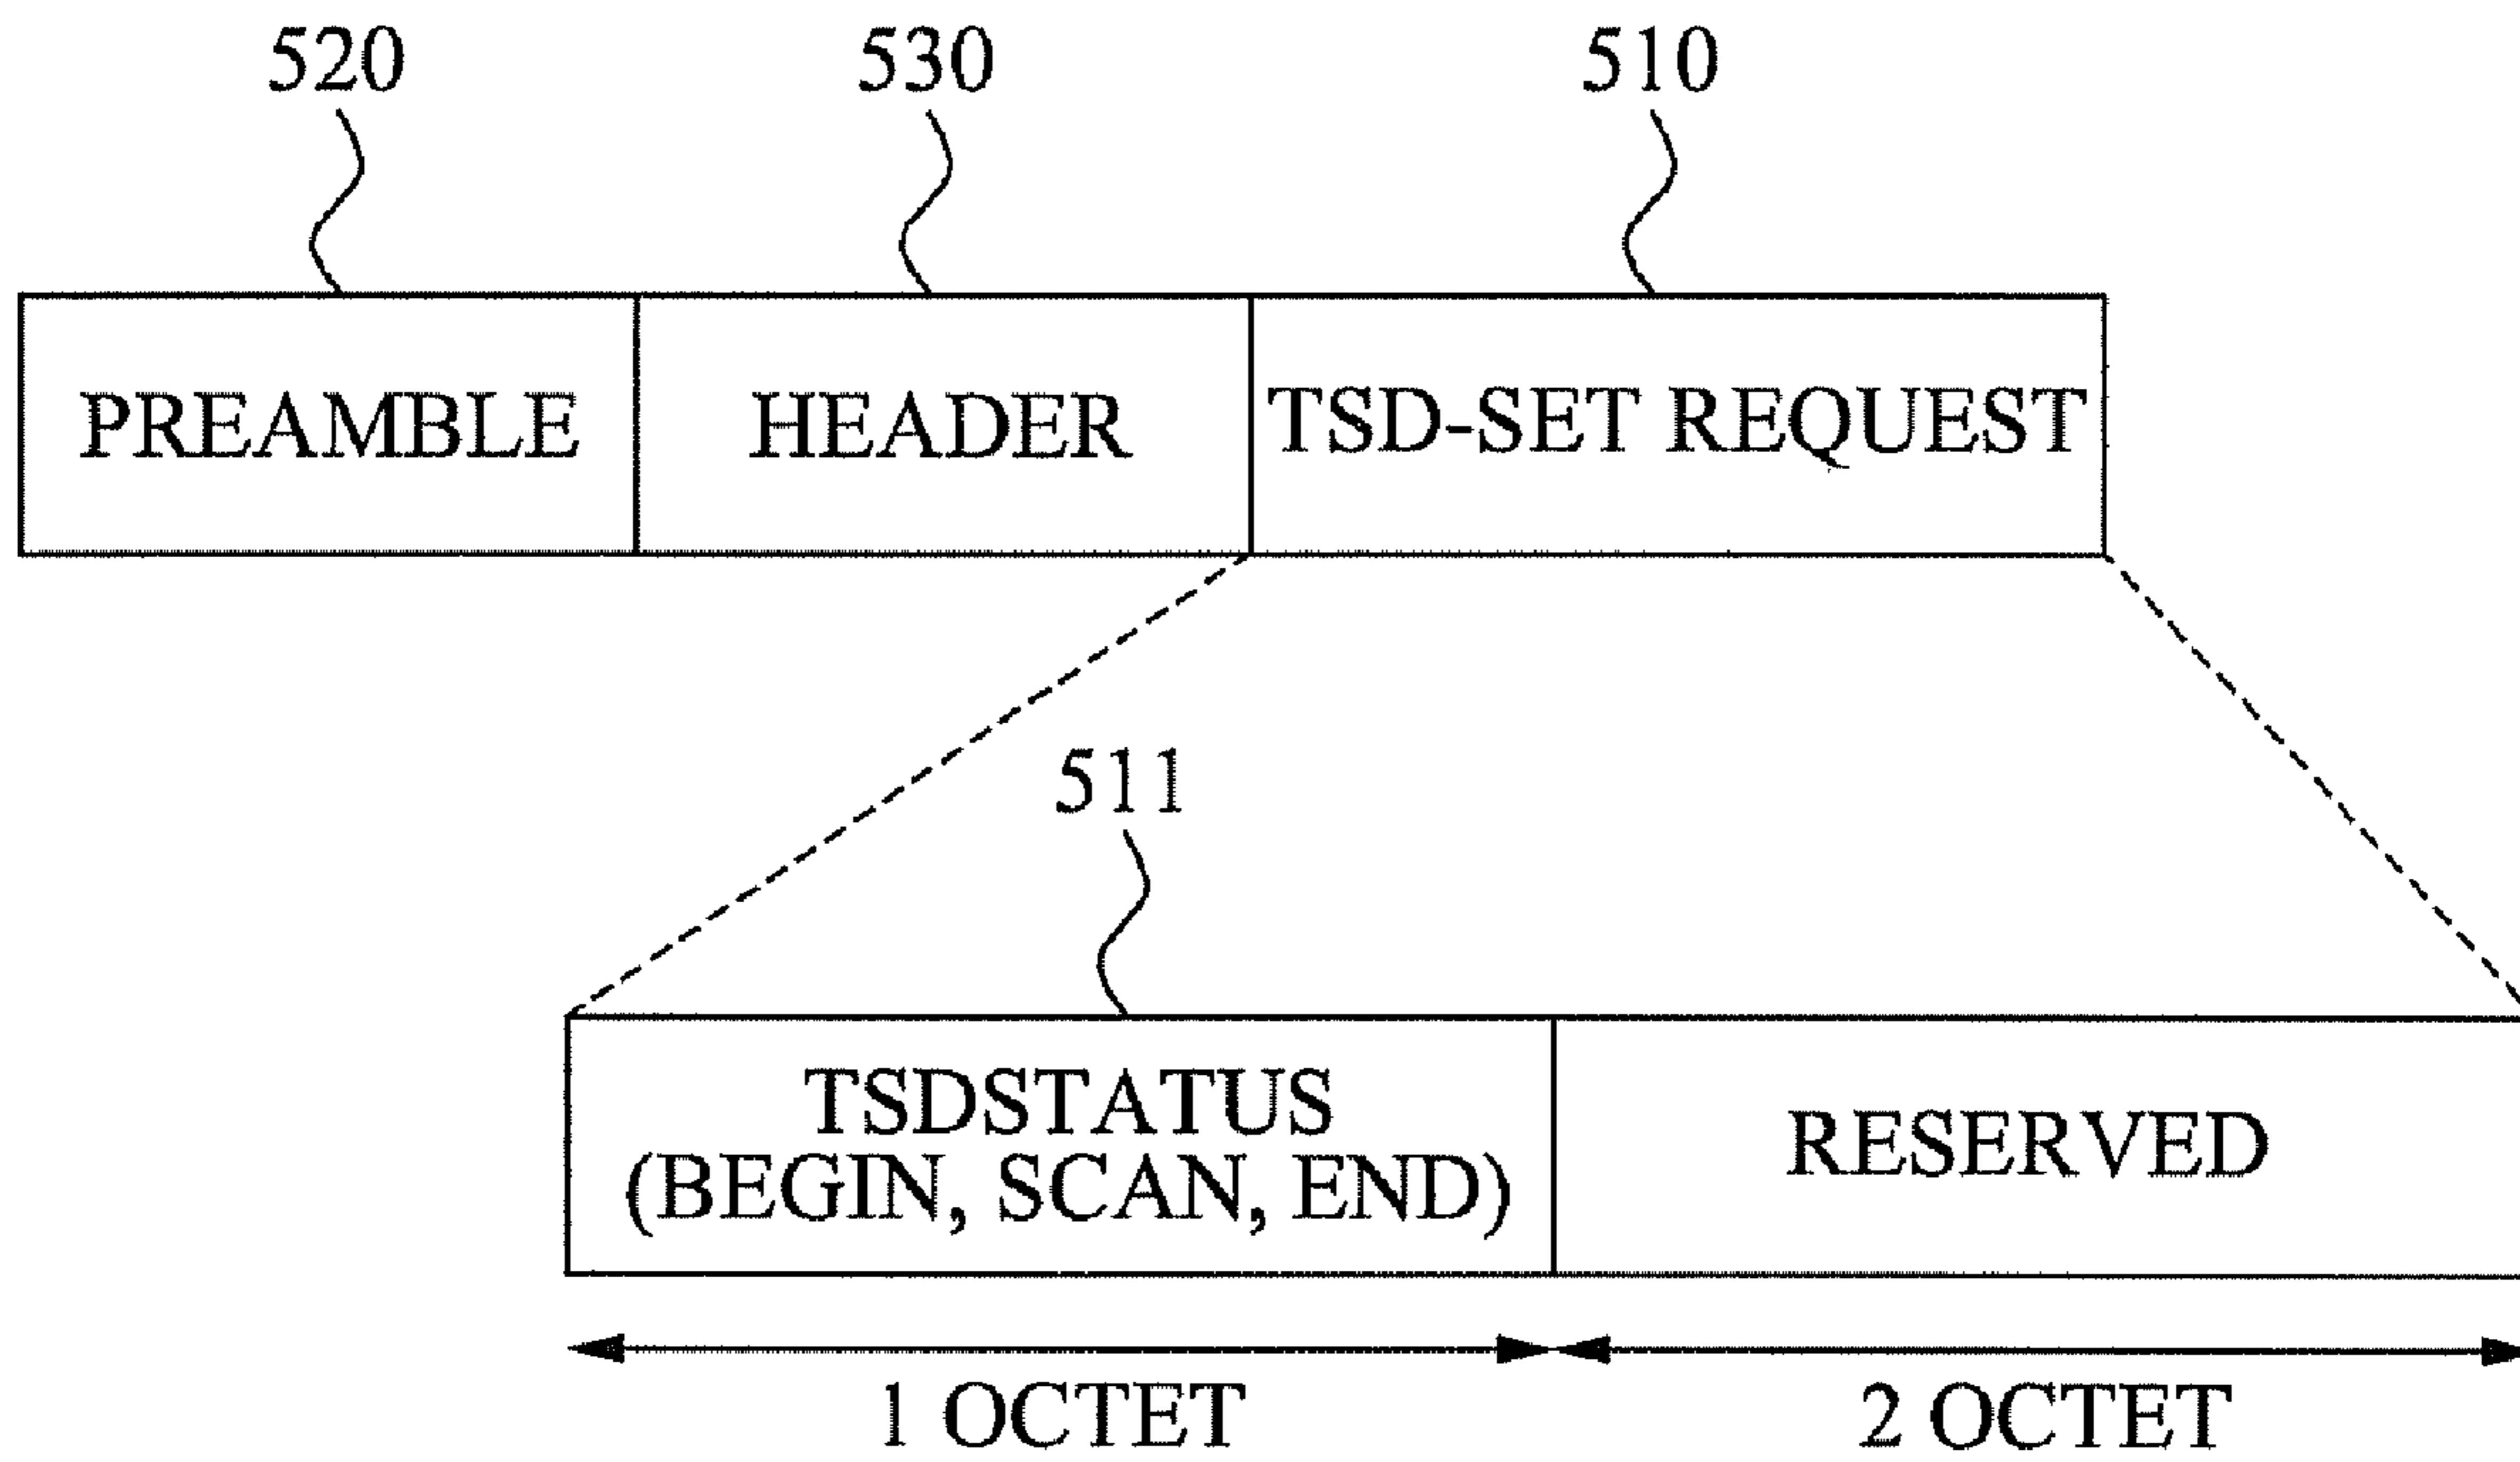 520
530
510
PREAMBLE
HEADER
TSD-SET REQUEST
511
TSDSTATUS
(BEGIN, SCAN, END)
RESERVED
1 OCTET
2 OCTET